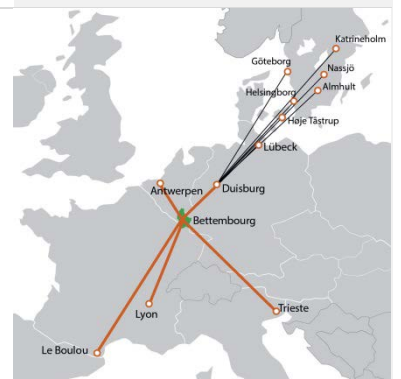 Katrineholm
Göteborg
Nassjö
Helsingborg
Almhult
Høje Tåstrup
Lübeck
Antwerpen
Duisburg
Bettembourg
Lyon
Trieste
Le Boulou